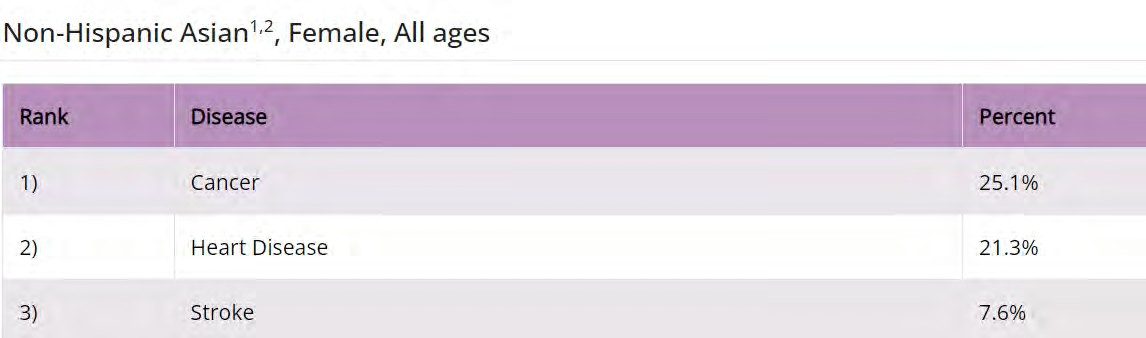 Non-Hispanic Asian1,2, Female, All ages
Rank Disease Percent
1) Cancer 25.1%
2) Heart Disease 21.3%
3) Stroke 7.6%